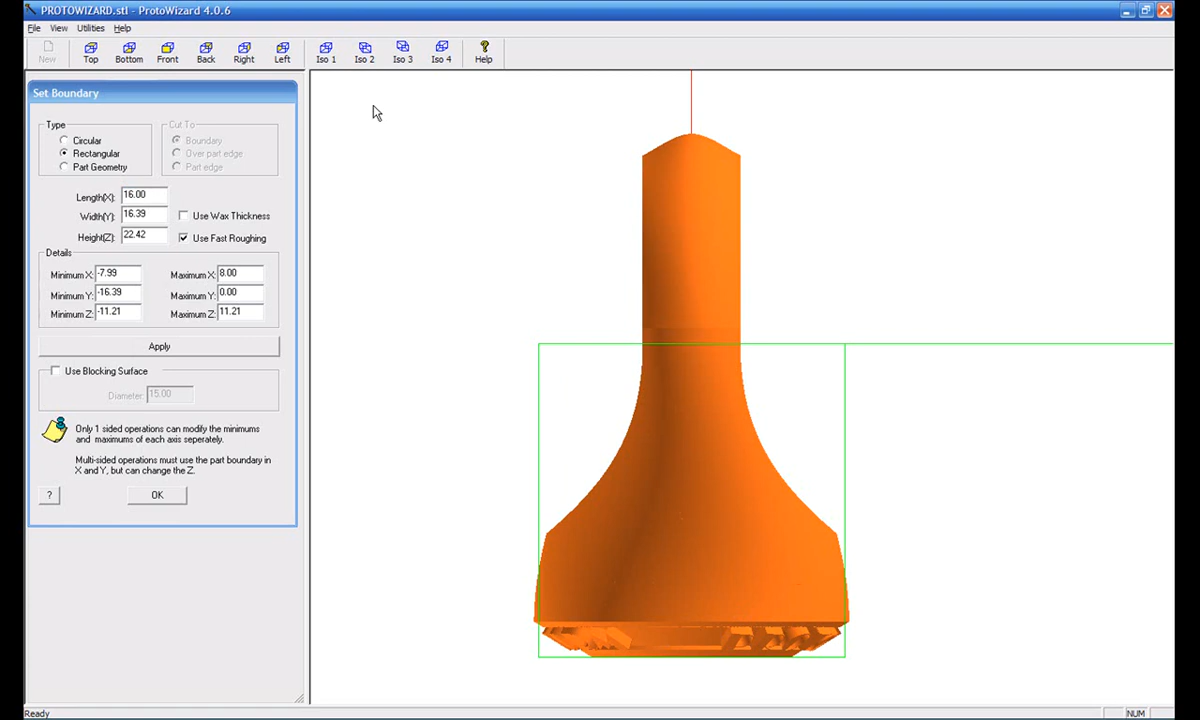 PROTOWIZARD.stl - ProtoWizard 4.0.6
File View Utilities Help
New Top Bottom Front Back Right Left Iso 1 Iso 2 Iso 3 Iso 4 Help
Set Boundary
Type
Circular
Rectangular
Part Geometry
Cut To
Boundary
Over part edge
Part edge
Length(X): 16.00
Width(Y): 16.39 Use Wax Thickness
Height(Z): 22.42 Use Fast Roughing
Details
Minimum X: -7.99 Maximum X: 8.00
Minimum Y: -16.39 Maximum Y: 0.00
Minimum Z: -11.21 Maximum Z: 11.21
Apply
Use Blocking Surface
Diameter: 15.00
Only 1 sided operations can modify the minimums
and maximums of each axis seperately.
Multi-sided operations must use the part boundary in
X and Y, but can change the Z.
? OK
Ready NUM